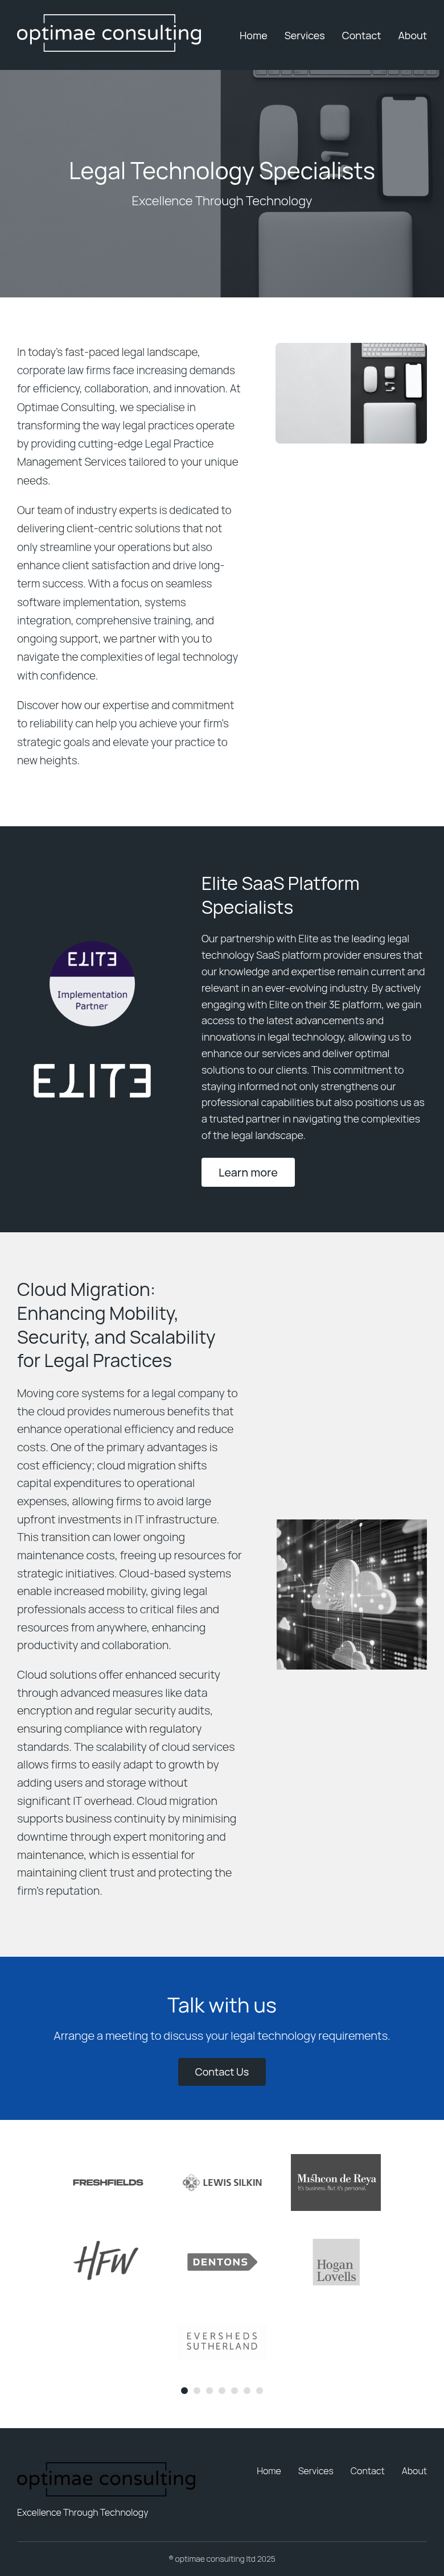 optimae consulting
Home Services Contact About
Legal Technology Specialists
Excellence Through Technology
In today's fast-paced legal landscape,
corporate law firms face increasing demands
for efficiency, collaboration, and innovation. At
Optimae Consulting, we specialise in
transforming the way legal practices operate
by providing cutting-edge Legal Practice
Management Services tailored to your unique
needs.
Our team of industry experts is dedicated to
delivering client-centric solutions that not
only streamline your operations but also
enhance client satisfaction and drive long-
term success. With a focus on seamless
software implementation, systems
integration, comprehensive training, and
ongoing support, we partner with you to
navigate the complexities of legal technology
with confidence.
Discover how our expertise and commitment
to reliability can help you achieve your firm's
strategic goals and elevate your practice to
new heights.
ELITE
Implementation
Partner
ELITE
Elite SaaS Platform
Specialists
Our partnership with Elite as the leading legal
technology SaaS platform provider ensures that
our knowledge and expertise remain current and
relevant in an ever-evolving industry. By actively
engaging with Elite on their 3E platform, we gain
access to the latest advancements and
innovations in legal technology, allowing us to
enhance our services and deliver optimal
solutions to our clients. This commitment to
staying informed not only strengthens our
professional capabilities but also positions us as
a trusted partner in navigating the complexities
of the legal landscape.
Learn more
Cloud Migration:
Enhancing Mobility,
Security, and Scalability
for Legal Practices
Moving core systems for a legal company to
the cloud provides numerous benefits that
enhance operational efficiency and reduce
costs. One of the primary advantages is
cost efficiency; cloud migration shifts
capital expenditures to operational
expenses, allowing firms to avoid large
upfront investments in IT infrastructure.
This transition can lower ongoing
maintenance costs, freeing up resources for
strategic initiatives. Cloud-based systems
enable increased mobility, giving legal
professionals access to critical files and
resources from anywhere, enhancing
productivity and collaboration.
Cloud solutions offer enhanced security
through advanced measures like data
encryption and regular security audits,
ensuring compliance with regulatory
standards. The scalability of cloud services
allows firms to easily adapt to growth by
adding users and storage without
significant IT overhead. Cloud migration
supports business continuity by minimising
downtime through expert monitoring and
maintenance, which is essential for
maintaining client trust and protecting the
firm's reputation.
Talk with us
Arrange a meeting to discuss your legal technology requirements.
Contact Us
FRESHFIELDS
LEWIS SILKIN
Mishcon de Reya
It's business. But it's personal.
HFW
DENTONS
Hogan
Lovells
EVERSHEDS
SUTHERLAND
optimae consulting
Home Services Contact About
Excellence Through Technology
® optimae consulting ltd 2025